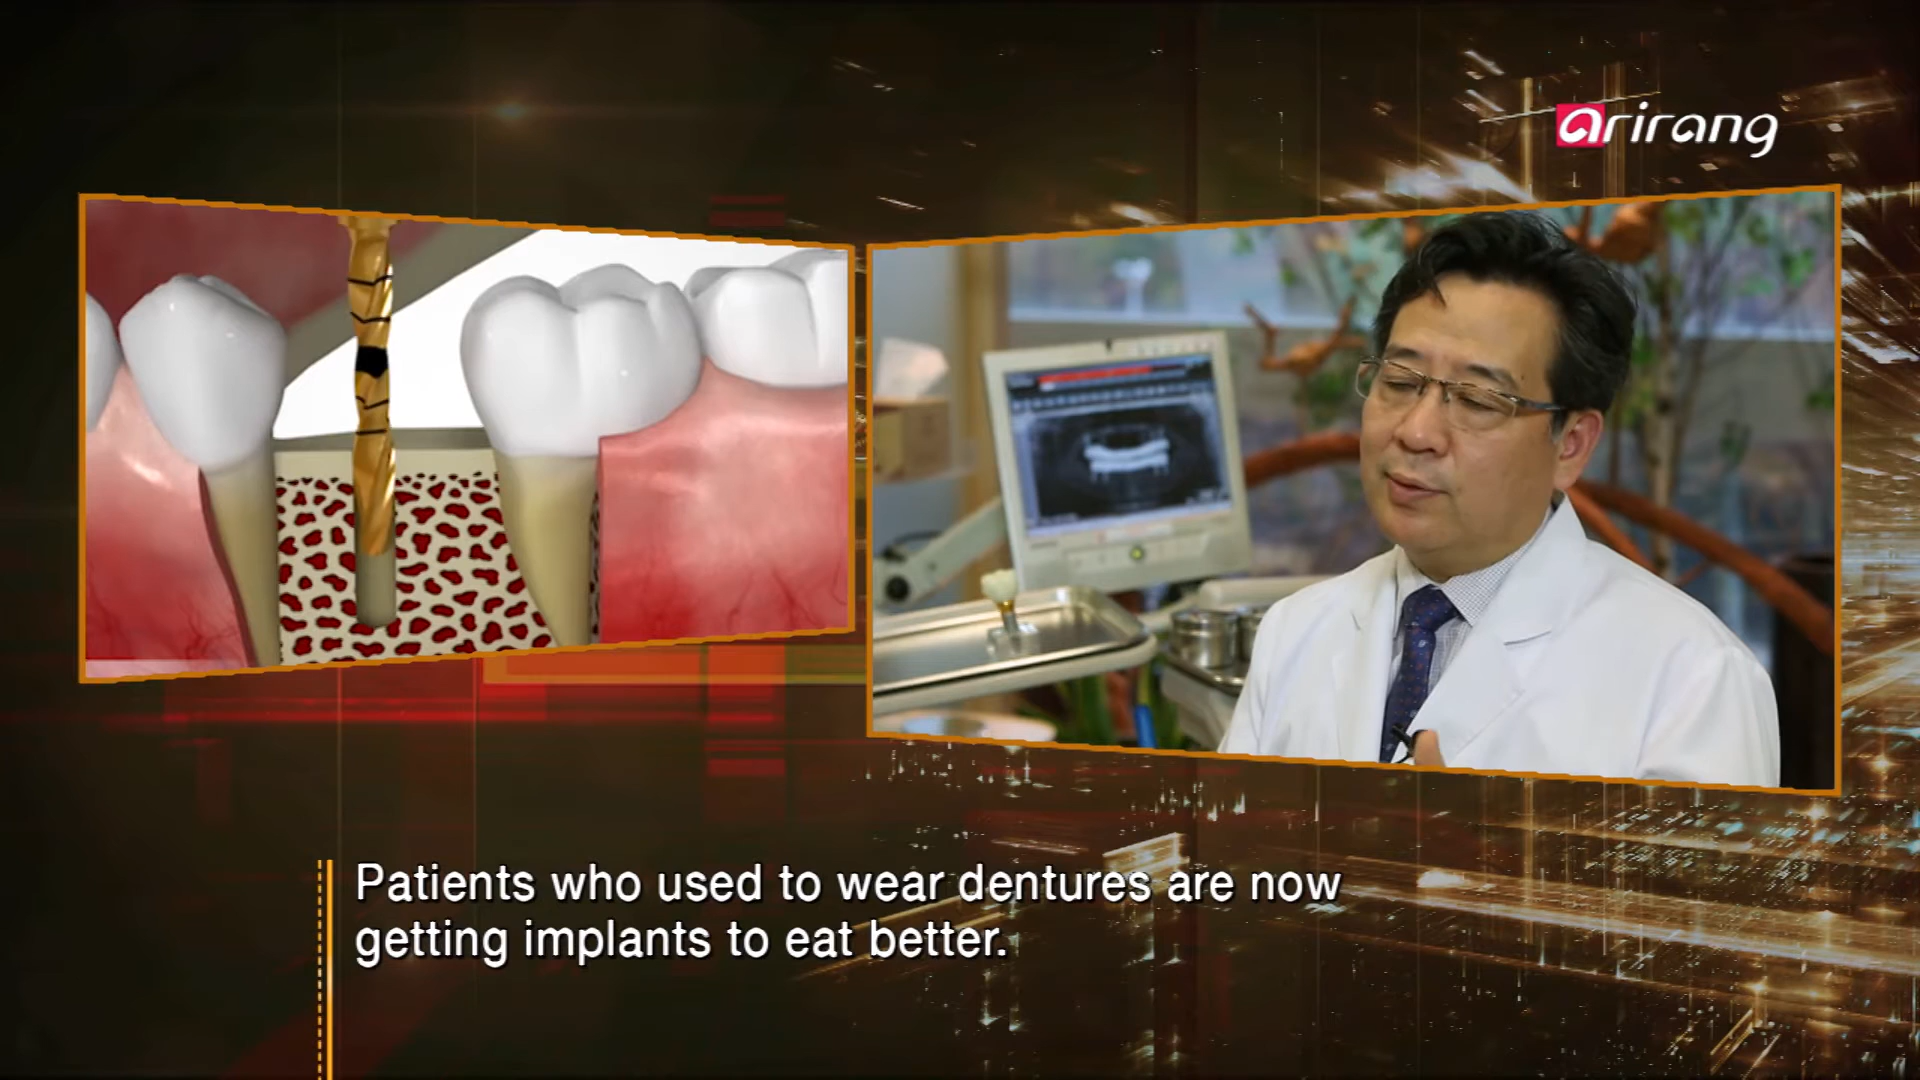 arirang
Patients who used to wear dentures are now
getting implants to eat better.